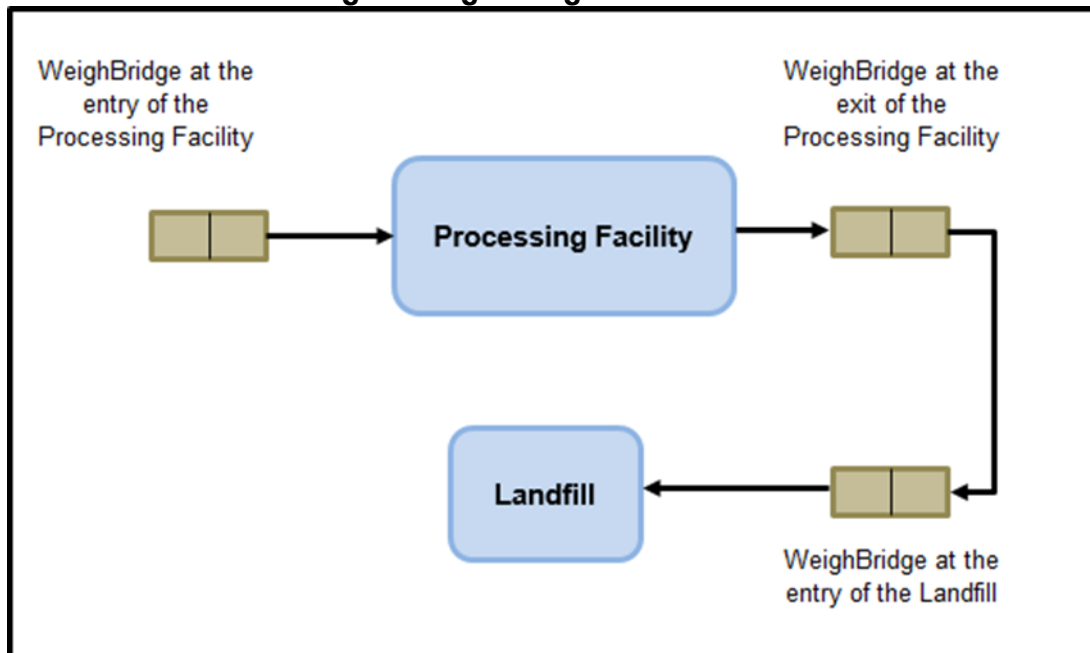 WeighBridge at the
entry of the
Processing Facility
WeighBridge at the
exit of the
Processing Facility
Processing Facility
Landfill
WeighBridge at the
entry of the Landfill